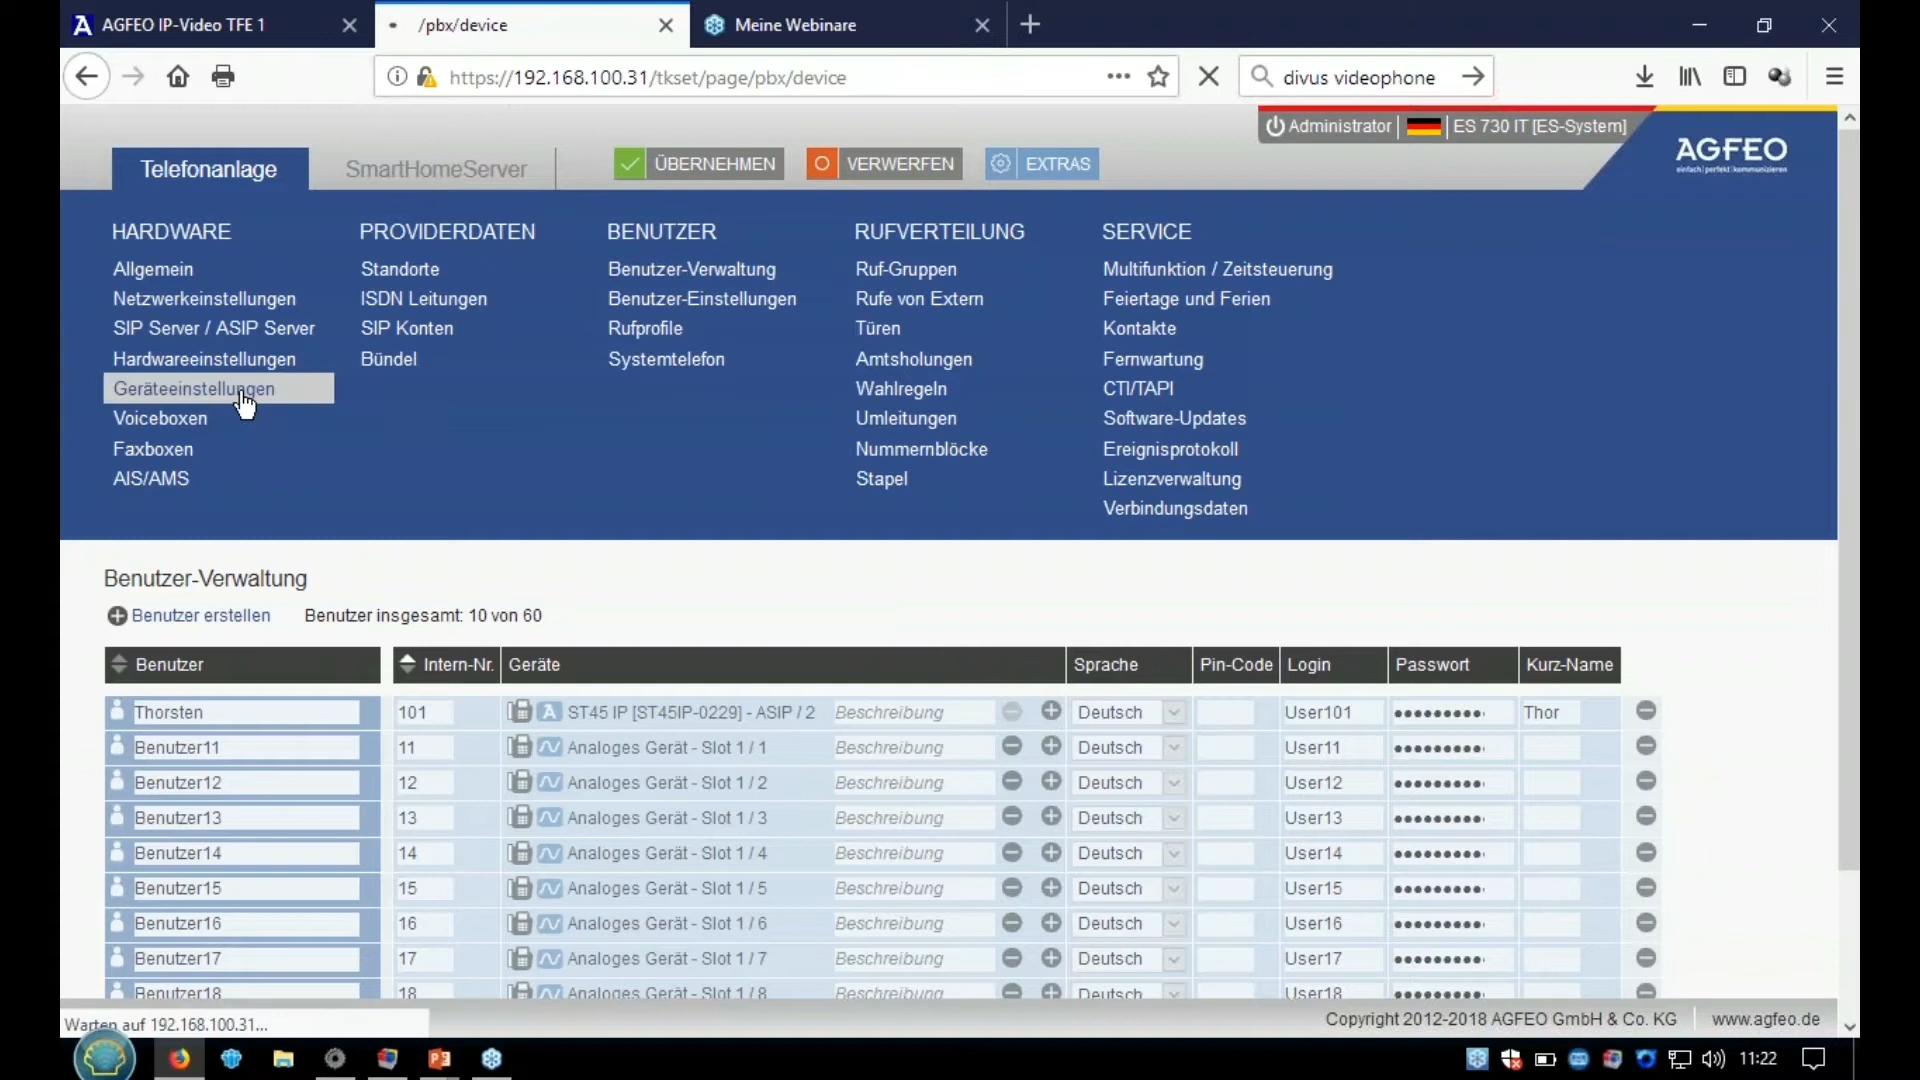 AGFEO IP-Video TFE 1
/pbx/device
Meine Webinare
https://192.168.100.31/tkset/page/pbx/device
divus videophone
Administrator
ES 730 IT [ES-System]
AGFEO
einfach|perfekt|kommunizieren
Telefonanlage
SmartHomeServer
ÜBERNEHMEN
VERWERFEN
EXTRAS
HARDWARE
Allgemein
Netzwerkeinstellungen
SIP Server / ASIP Server
Hardwareeinstellungen
Geräteeinstellungen
Voiceboxen
Faxboxen
AIS/AMS
PROVIDERDATEN
Standorte
ISDN Leitungen
SIP Konten
Bündel
BENUTZER
Benutzer-Verwaltung
Benutzer-Einstellungen
Rufprofile
Systemtelefon
RUFVERTEILUNG
Ruf-Gruppen
Rufe von Extern
Türen
Amtsholungen
Wahlregeln
Umleitungen
Nummernblöcke
Stapel
SERVICE
Multifunktion / Zeitsteuerung
Feiertage und Ferien
Kontakte
Fernwartung
CTI/TAPI
Software-Updates
Ereignisprotokoll
Lizenzverwaltung
Verbindungsdaten
Benutzer-Verwaltung
Benutzer erstellen Benutzer insgesamt: 10 von 60
Benutzer Intern-Nr. Geräte Sprache Pin-Code Login Passwort Kurz-Name
Thorsten 101 A ST45 IP [ST45IP-0229] - ASIP / 2 Beschreibung Deutsch User101 ●●●●●●●●●● Thor
Benutzer11 11 Analoges Gerät - Slot 1 / 1 Beschreibung Deutsch User11 ●●●●●●●●●●
Benutzer12 12 Analoges Gerät - Slot 1 / 2 Beschreibung Deutsch User12 ●●●●●●●●●●
Benutzer13 13 Analoges Gerät - Slot 1 / 3 Beschreibung Deutsch User13 ●●●●●●●●●●
Benutzer14 14 Analoges Gerät - Slot 1 / 4 Beschreibung Deutsch User14 ●●●●●●●●●●
Benutzer15 15 Analoges Gerät - Slot 1 / 5 Beschreibung Deutsch User15 ●●●●●●●●●●
Benutzer16 16 Analoges Gerät - Slot 1 / 6 Beschreibung Deutsch User16 ●●●●●●●●●●
Benutzer17 17 Analoges Gerät - Slot 1 / 7 Beschreibung Deutsch User17 ●●●●●●●●●●
Benutzer18 18 Analoges Gerät - Slot 1 / 8 Beschreibung Deutsch User18 ●●●●●●●●●●
Warten auf 192.168.100.31...
Copyright 2012-2018 AGFEO GmbH & Co. KG
www.agfeo.de
11:22